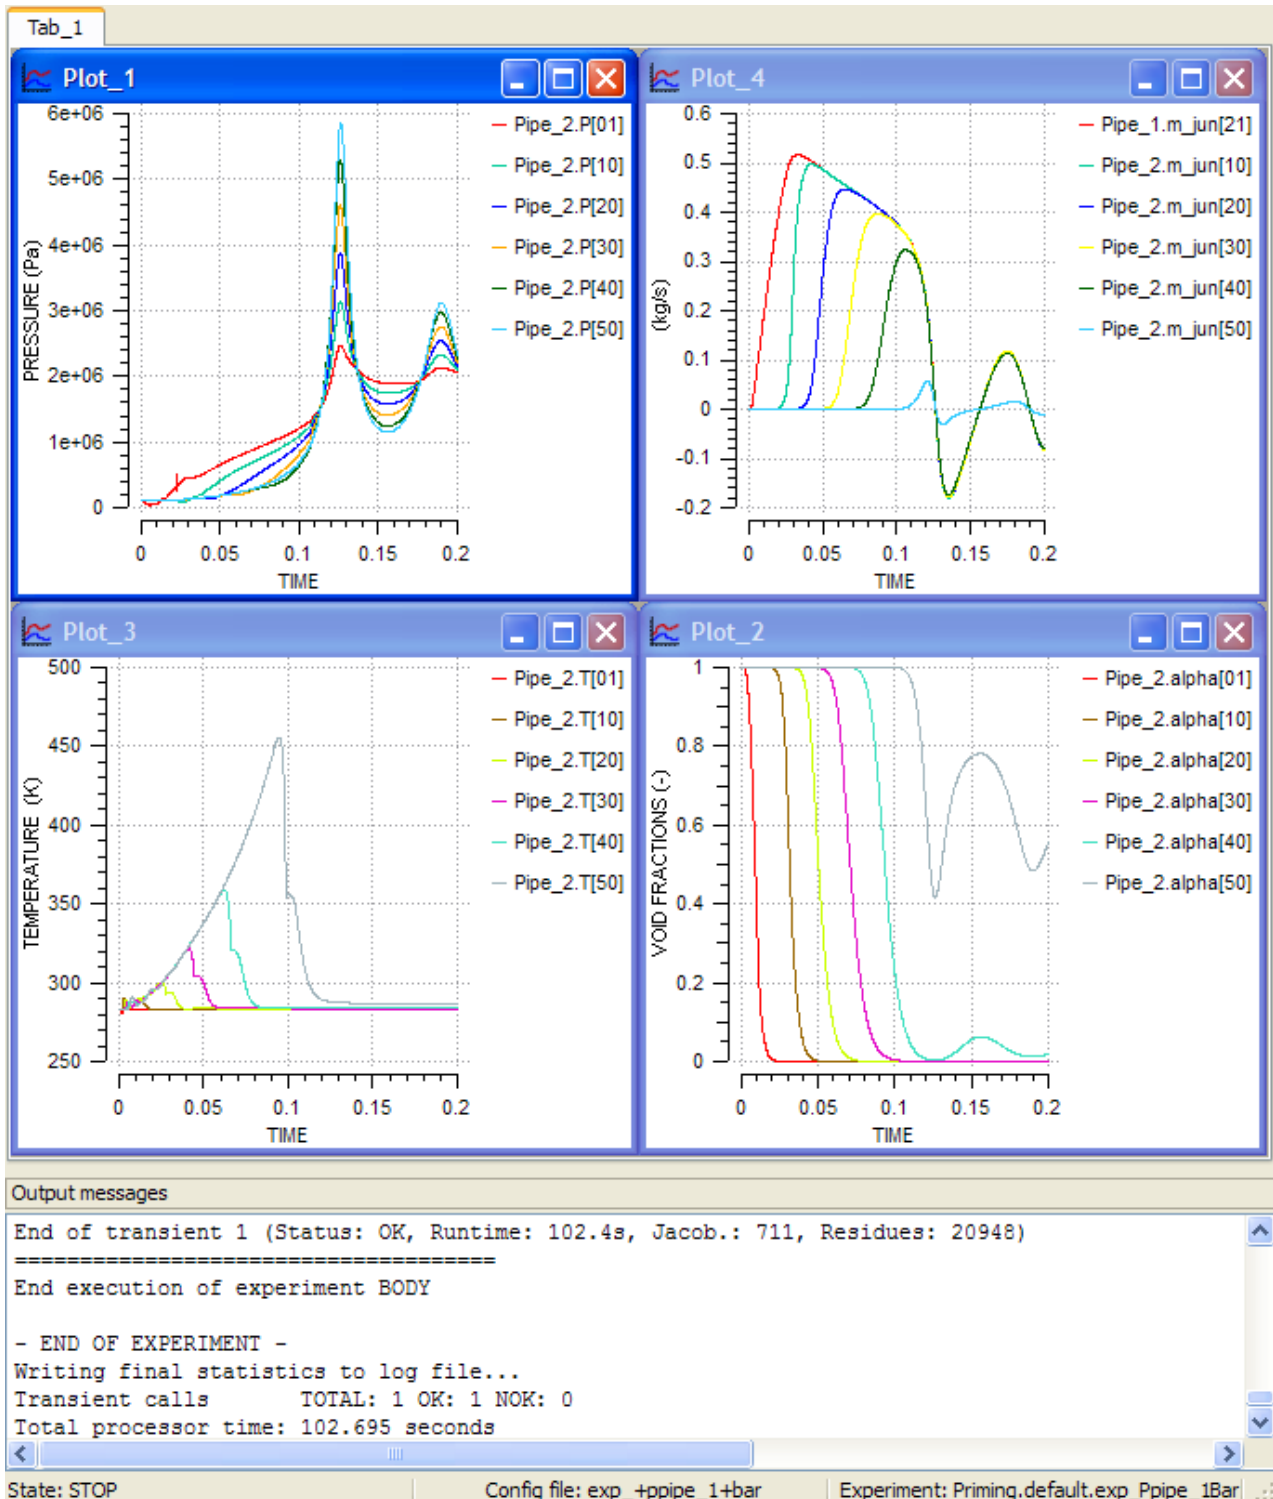 Tab_1
Plot_1
6e+06
5e+06
4e+06
3e+06
2e+06
1e+06
0
PRESSURE (Pa)
0 0.05 0.1 0.15 0.2
TIME
Pipe_2.P[01]
Pipe_2.P[10]
Pipe_2.P[20]
Pipe_2.P[30]
Pipe_2.P[40]
Pipe_2.P[50]
Plot_4
0.6
0.5
0.4
0.3
0.2
0.1
0
-0.1
-0.2
(kg/s)
0 0.05 0.1 0.15 0.2
TIME
Pipe_1.m_jun[21]
Pipe_2.m_jun[10]
Pipe_2.m_jun[20]
Pipe_2.m_jun[30]
Pipe_2.m_jun[40]
Pipe_2.m_jun[50]
Plot_3
500
450
400
350
300
250
TEMPERATURE (K)
0 0.05 0.1 0.15 0.2
TIME
Pipe_2.T[01]
Pipe_2.T[10]
Pipe_2.T[20]
Pipe_2.T[30]
Pipe_2.T[40]
Pipe_2.T[50]
Plot_2
1
0.8
0.6
0.4
0.2
0
VOID FRACTIONS (-)
0 0.05 0.1 0.15 0.2
TIME
Pipe_2.alpha[01]
Pipe_2.alpha[10]
Pipe_2.alpha[20]
Pipe_2.alpha[30]
Pipe_2.alpha[40]
Pipe_2.alpha[50]
Output messages
End of transient 1 (Status: OK, Runtime: 102.4s, Jacob.: 711, Residues: 20948)
=====================================
End execution of experiment BODY
- END OF EXPERIMENT -
Writing final statistics to log file...
Transient calls TOTAL: 1 OK: 1 NOK: 0
Total processor time: 102.695 seconds
State: STOP Config file: exp_+ppipe_1+bar Experiment: Priming.default.exp_Ppipe_1Bar